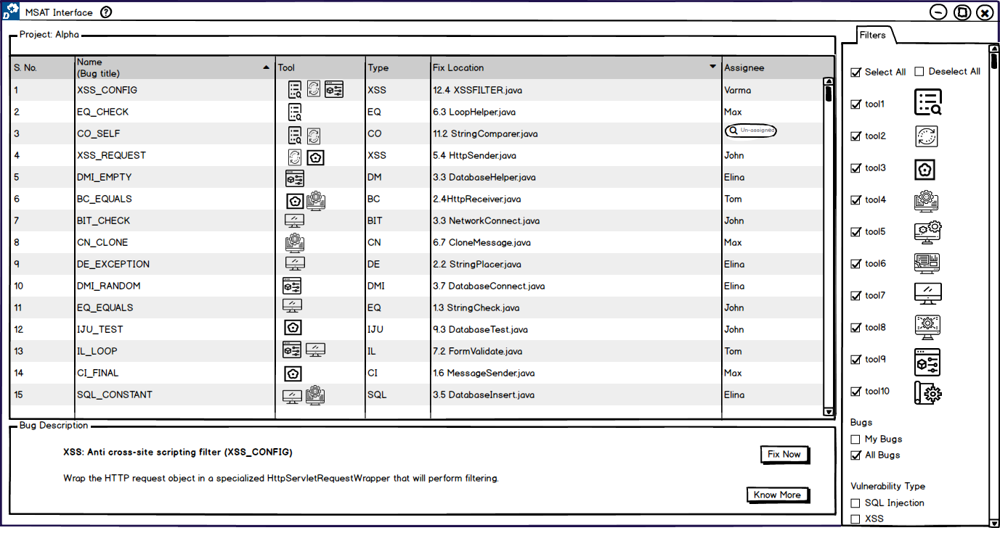 MSAT Interface ?
Project: Alpha
Filters
S. No. Name (Bug title) Tool Type Fix Location Assignee
1 XSS_CONFIG XSS 12.4 XSSFILTER.java Varma
2 EQ_CHECK EQ 6.3 LoopHelper.java Max
3 CO_SELF CO 11.2 StringComparer.java Un-assigned
4 XSS_REQUEST XSS 5.4 HttpSender.java John
5 DMI_EMPTY DM 3.3 DatabaseHelper.java Elina
6 BC_EQUALS BC 2.4HttpReceiver.java Tom
7 BIT_CHECK BIT 3.3 NetworkConnect.java John
8 CN_CLONE CN 6.7 CloneMessage.java Max
9 DE_EXCEPTION DE 2.2 StringPlacer.java Elina
10 DMI_RANDOM DMI 3.7 DatabaseConnect.java Elina
11 EQ_EQUALS EQ 1.3 StringCheck.java John
12 IJU_TEST IJU 9.3 DatabaseTest.java John
13 IL_LOOP IL 7.2 FormValidate.java Tom
14 CI_FINAL CI 1.6 MessageSender.java Max
15 SQL_CONSTANT SQL 3.5 DatabaseInsert.java Elina
Bug Description
XSS: Anti cross-site scripting filter (XSS_CONFIG)
Fix Now
Wrap the HTTP request object in a specialized HttpServletRequestWrapper that will perform filtering.
Know More
Select All Deselect All
tool1
tool2
tool3
tool4
tool5
tool6
tool7
tool8
tool9
tool10
Bugs
My Bugs
All Bugs
Vulnerability Type
SQL Injection
XSS